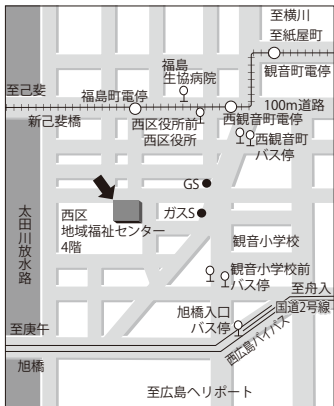 至横川
至紙屋町
福島
生協病院
観音町電停
至己斐
福島町電停
100m道路
新己斐橋
西区役所前
西区役所
西観音町電停
西観音町
バス停
GS
ガスS
西区
地域福祉センター
4階
太田川放水路
観音小学校
観音小学校前
バス停
至舟入
旭橋入口
バス停
国道2号線
西広島バイパス
至庚午
旭橋
至広島ヘリポート